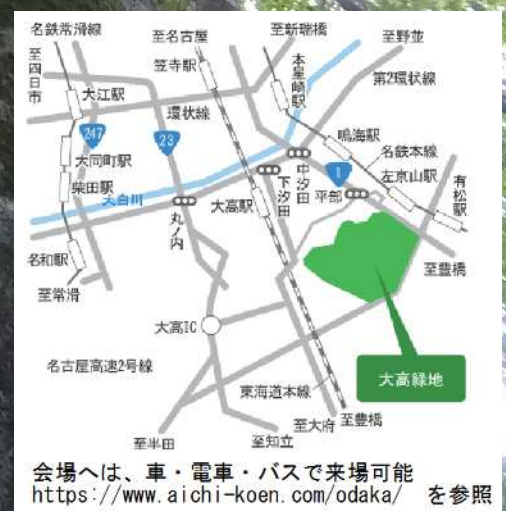 名鉄常滑線
至名古屋
至新瑞橋
至野並
至四日市
笠寺駅
本星崎駅
第2環状線
大江駅
環状線
247
23
鳴海駅
大同町駅
中汐田
1
名鉄本線
柴田駅
下汐田
左京山駅
有松駅
天白川
平部
丸ノ内
大高駅
名和駅
至豊橋
至常滑
大高IC
名古屋高速2号線
大高緑地
東海道本線
至大府
至豊橋
至半田
至知立
会場へは、車・電車・バスで来場可能
https://www.aichi-koen.com/odaka/ を参照